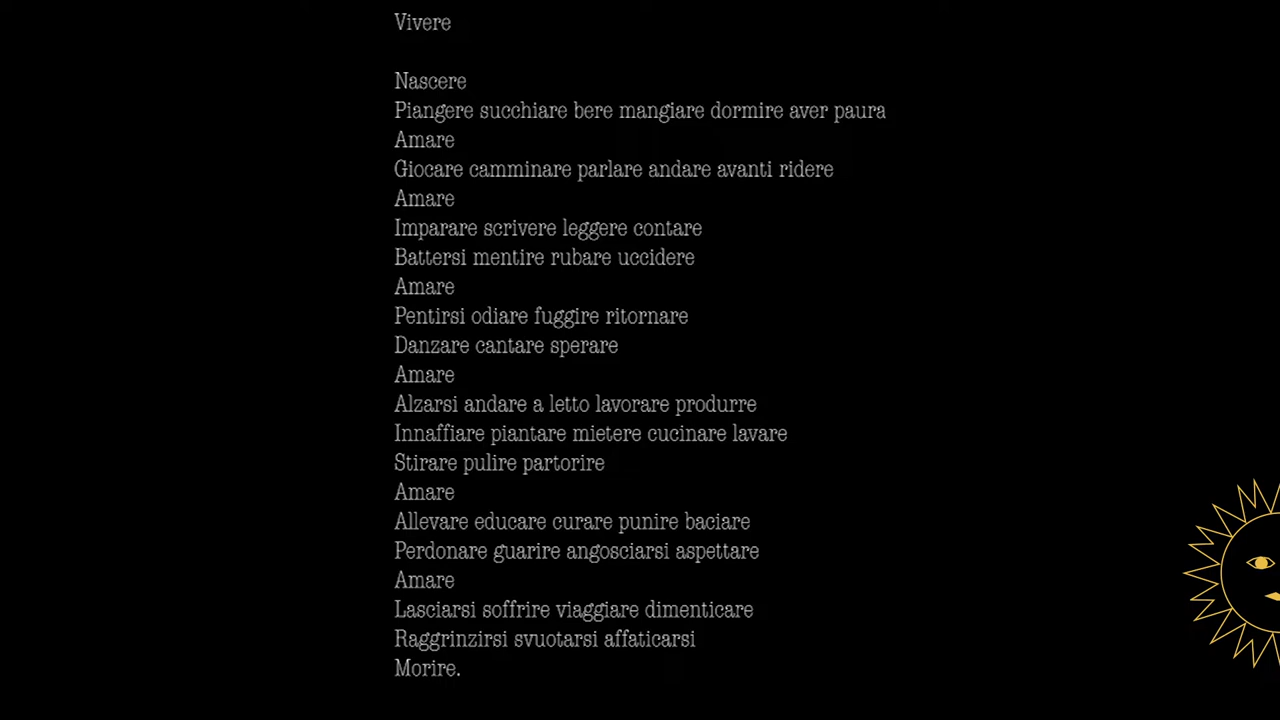 Vivere
Nascere
Piangere succhiare bere mangiare dormire aver paura
Amare
Giocare camminare parlare andare avanti ridere
Amare
Imparare scrivere leggere contare
Battersi mentire rubare uccidere
Amare
Pentirsi odiare fuggire ritornare
Danzare cantare sperare
Amare
Alzarsi andare a letto lavorare produrre
Innaffiare piantare mietere cucinare lavare
Stirare pulire partorire
Amare
Allevare educare curare punire baciare
Perdonare guarire angosciarsi aspettare
Amare
Lasciarsi soffrire viaggiare dimenticare
Raggrinzirsi svuotarsi affaticarsi
Morire.